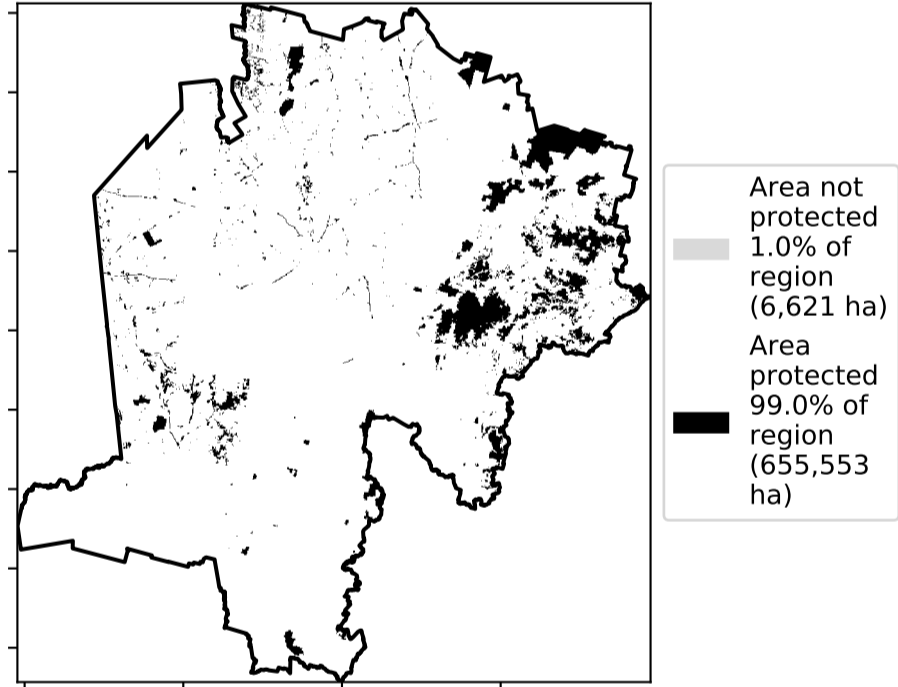 Area not
protected
1.0% of
region
(6,621 ha)
Area
protected
99.0% of
region
(655,553
ha)